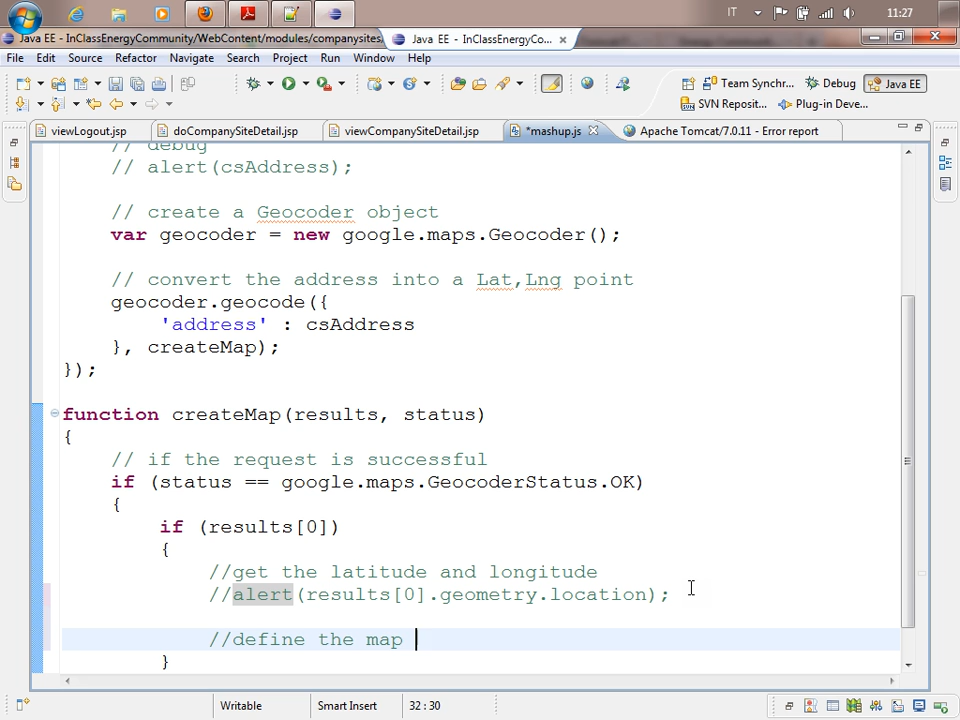 IT 11:27
Java EE - InClassEnergyCommunity/WebContent/modules/companysites
Java EE - InClassEnergyCo...
File Edit Source Refactor Navigate Search Project Run Window Help
Team Synchr... Debug Java EE
SVN Reposit... Plug-in Deve...
viewLogout.jsp doCompanySiteDetail.jsp viewCompanySiteDetail.jsp *mashup.js Apache Tomcat/7.0.11 - Error report
// debug
// alert(csAddress);
// create a Geocoder object
var geocoder = new google.maps.Geocoder();
// convert the address into a Lat,Lng point
geocoder.geocode({
'address' : csAddress
}, createMap);
});
function createMap(results, status)
{
// if the request is successful
if (status == google.maps.GeocoderStatus.OK)
{
if (results[0])
{
//get the latitude and longitude
//alert(results[0].geometry.location);
//define the map
}
Writable Smart Insert 32 : 30